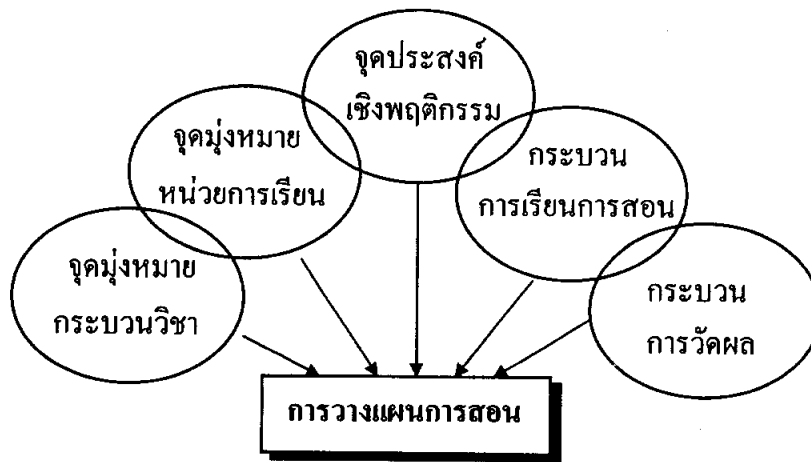 จุดประสงค์
เชิงพฤติกรรม
จุดมุ่งหมาย
หน่วยการเรียน
กระบวน
การเรียนการสอน
จุดมุ่งหมาย
กระบวนวิชา
กระบวน
การวัดผล
การวางแผนการสอน